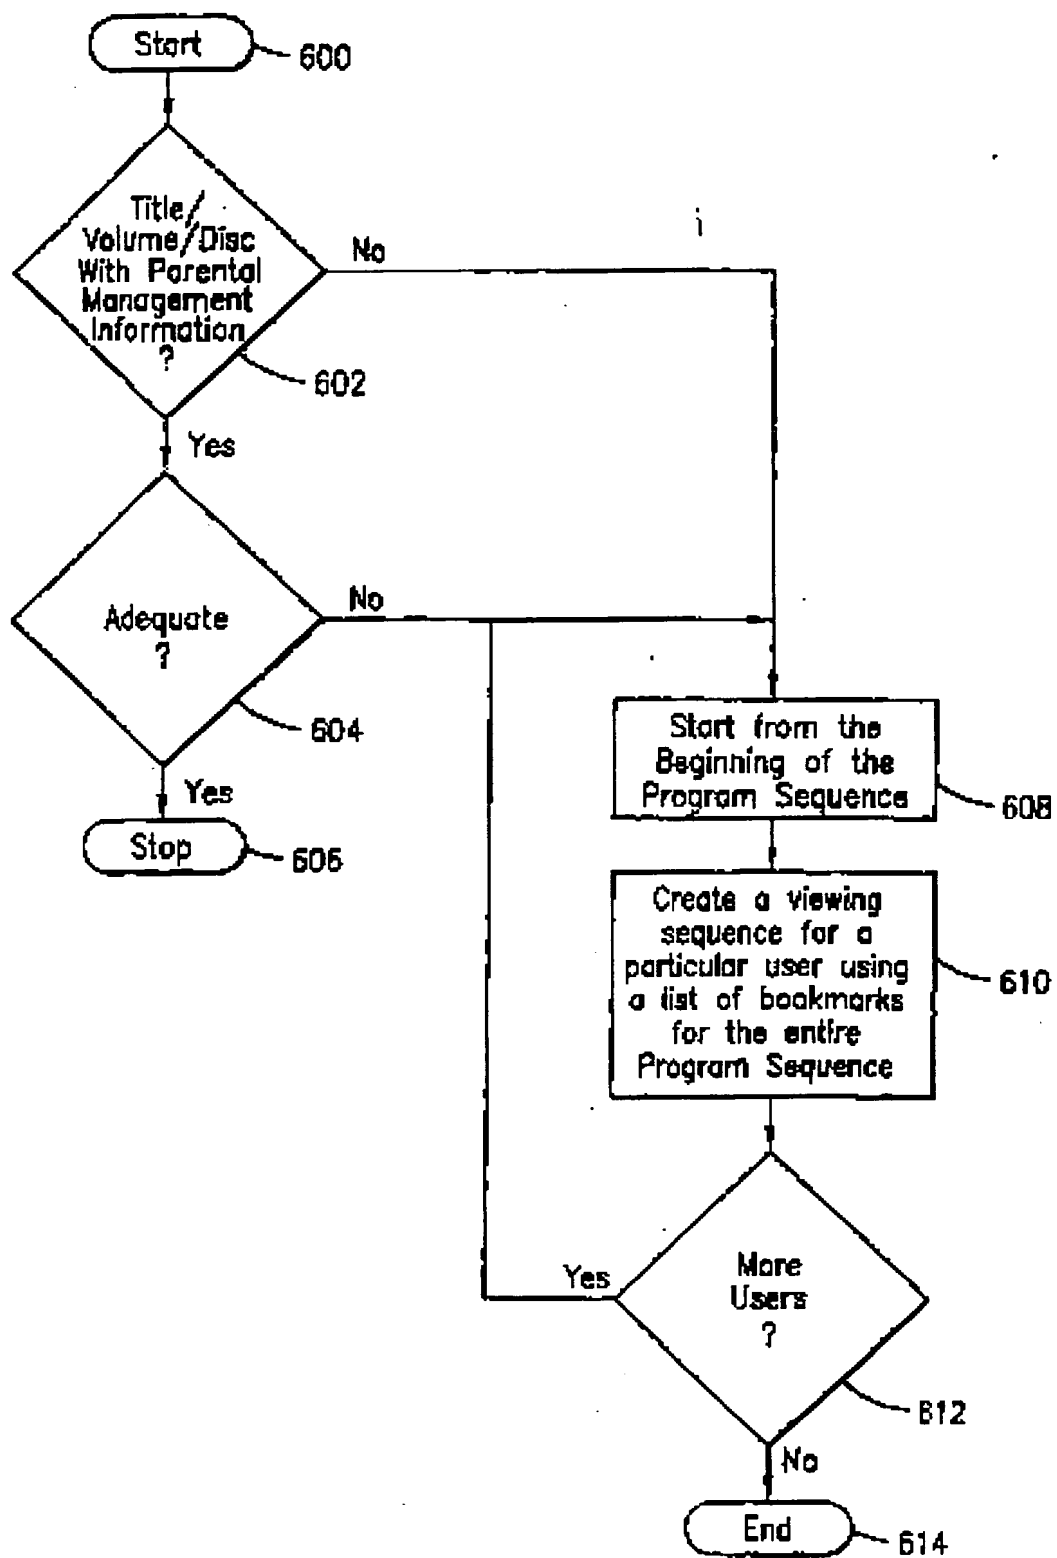 Start
600
Title/
Volume/Disc
With Parental
Management
Information
?
No
602
Yes
Adequate
?
No
604
Yes
Stop
606
Start from the
Beginning of the
Program Sequence
608
Create a viewing
sequence for a
particular user using
a list of bookmarks
for the entire
Program Sequence
610
More
Users
?
Yes
612
No
End
614